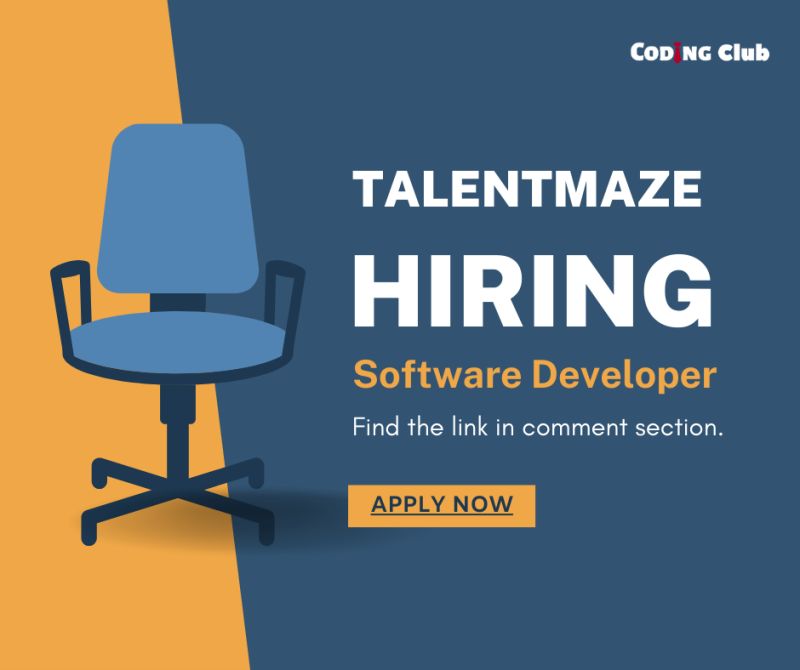 CODING Club
TALENTMAZE
HIRING
Software Developer
Find the link in comment section.
APPLY NOW